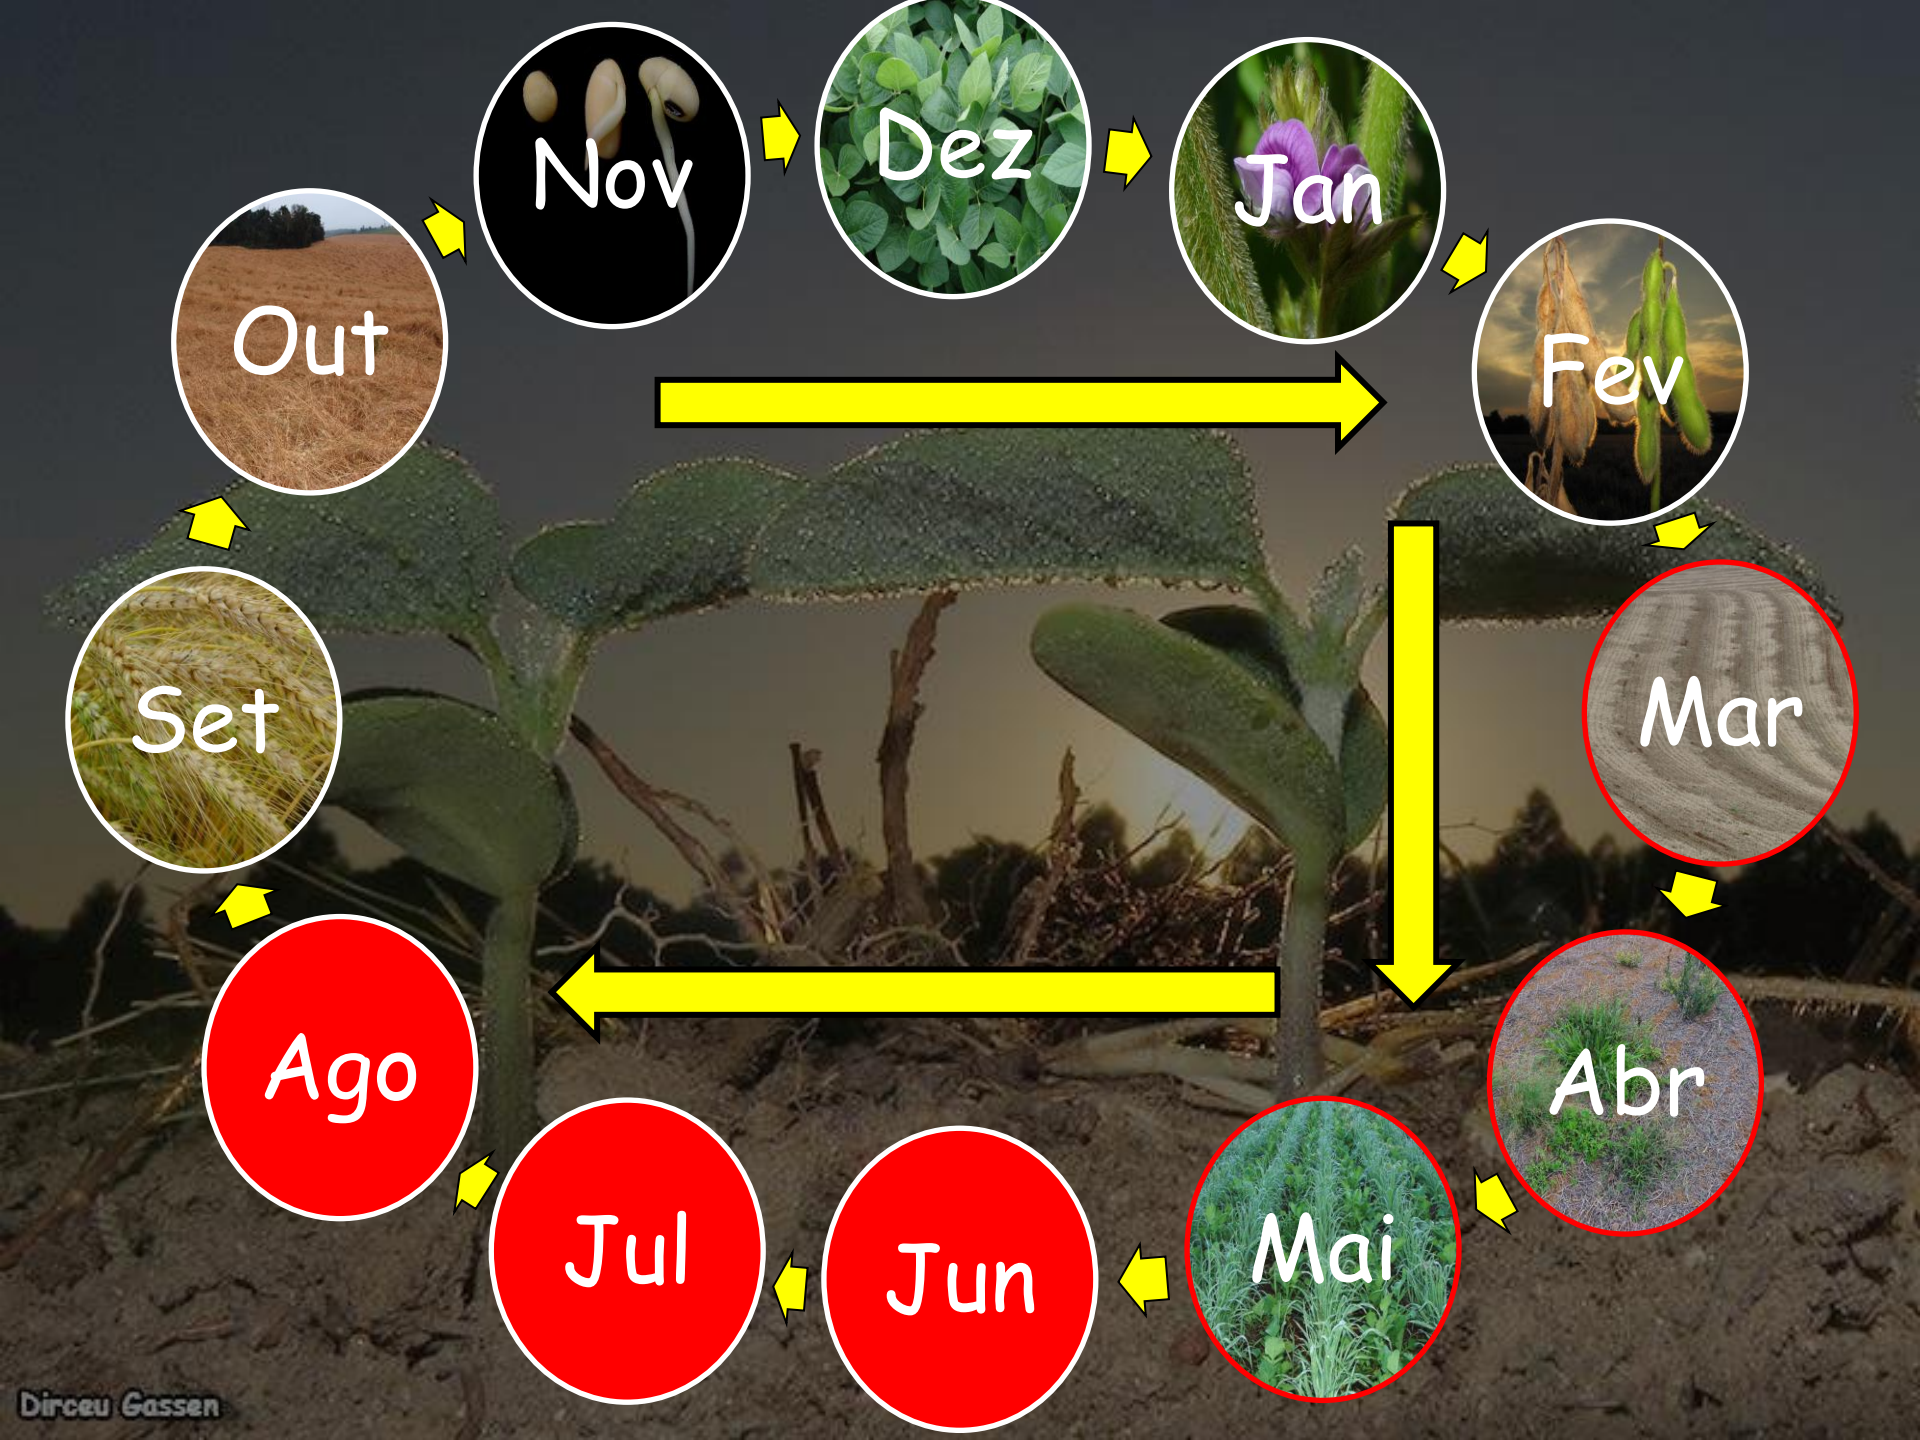 Nov
Dez
Jan
Out
Fev
Set
Mar
Ago
Abr
Jul
Jun
Mai
Dirceu Gassen